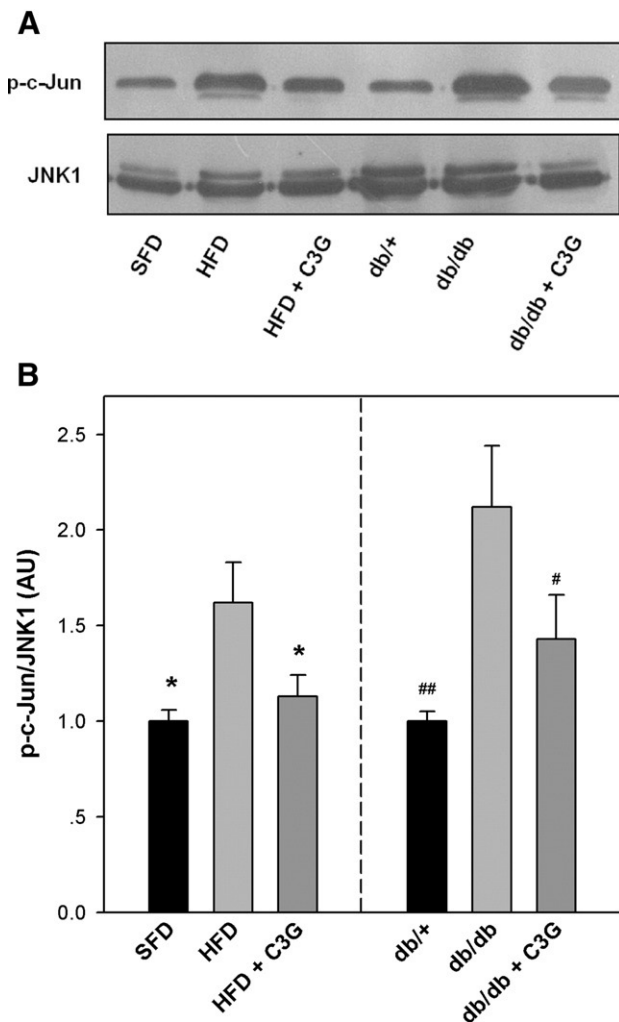 A
p-c-Jun
JNK1
SFD HFD HFD + C3G db/+ db/db db/db + C3G
B
p-c-Jun/JNK1 (AU)
2.5
2.0
1.5
1.0
.5
0.0
* * ## #
SFD HFD HFD + C3G db/+ db/db db/db + C3G